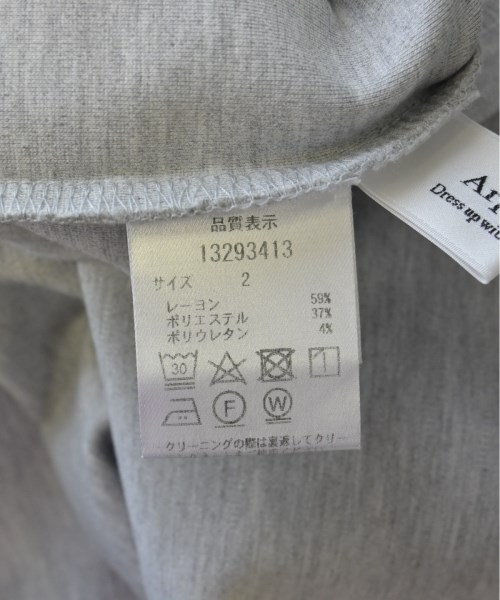 品質表示
13293413
サイズ 2
レーヨン 59%
ポリエステル 37%
ポリウレタン 4%
30
F W
クリーニングの際は裏返してクリー
An
Dress up wit